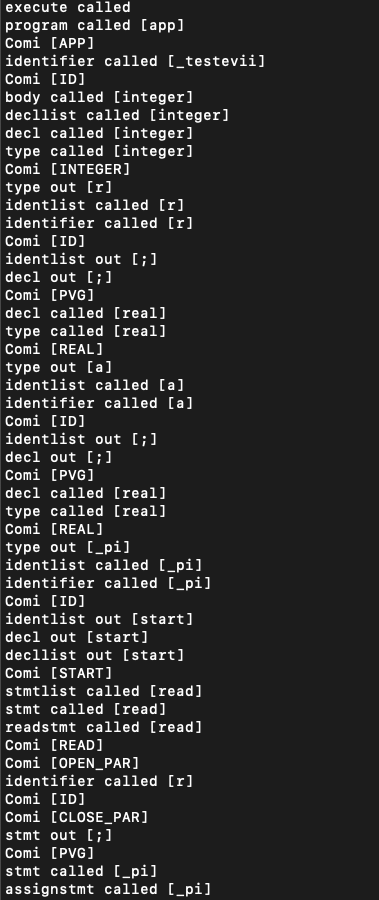 execute called
program called [app]
Comi [APP]
identifier called [_testevii]
Comi [ID]
body called [integer]
decllist called [integer]
decl called [integer]
type called [integer]
Comi [INTEGER]
type out [r]
identlist called [r]
identifier called [r]
Comi [ID]
identlist out [;]
decl out [;]
Comi [PVG]
decl called [real]
type called [real]
Comi [REAL]
type out [a]
identlist called [a]
identifier called [a]
Comi [ID]
identlist out [;]
decl out [;]
Comi [PVG]
decl called [real]
type called [real]
Comi [REAL]
type out [_pi]
identlist called [_pi]
identifier called [_pi]
Comi [ID]
identlist out [start]
decl out [start]
decllist out [start]
Comi [START]
stmtlist called [read]
stmt called [read]
readstmt called [read]
Comi [READ]
Comi [OPEN_PAR]
identifier called [r]
Comi [ID]
Comi [CLOSE_PAR]
stmt out [;]
Comi [PVG]
stmt called [_pi]
assignstmt called [_pi]